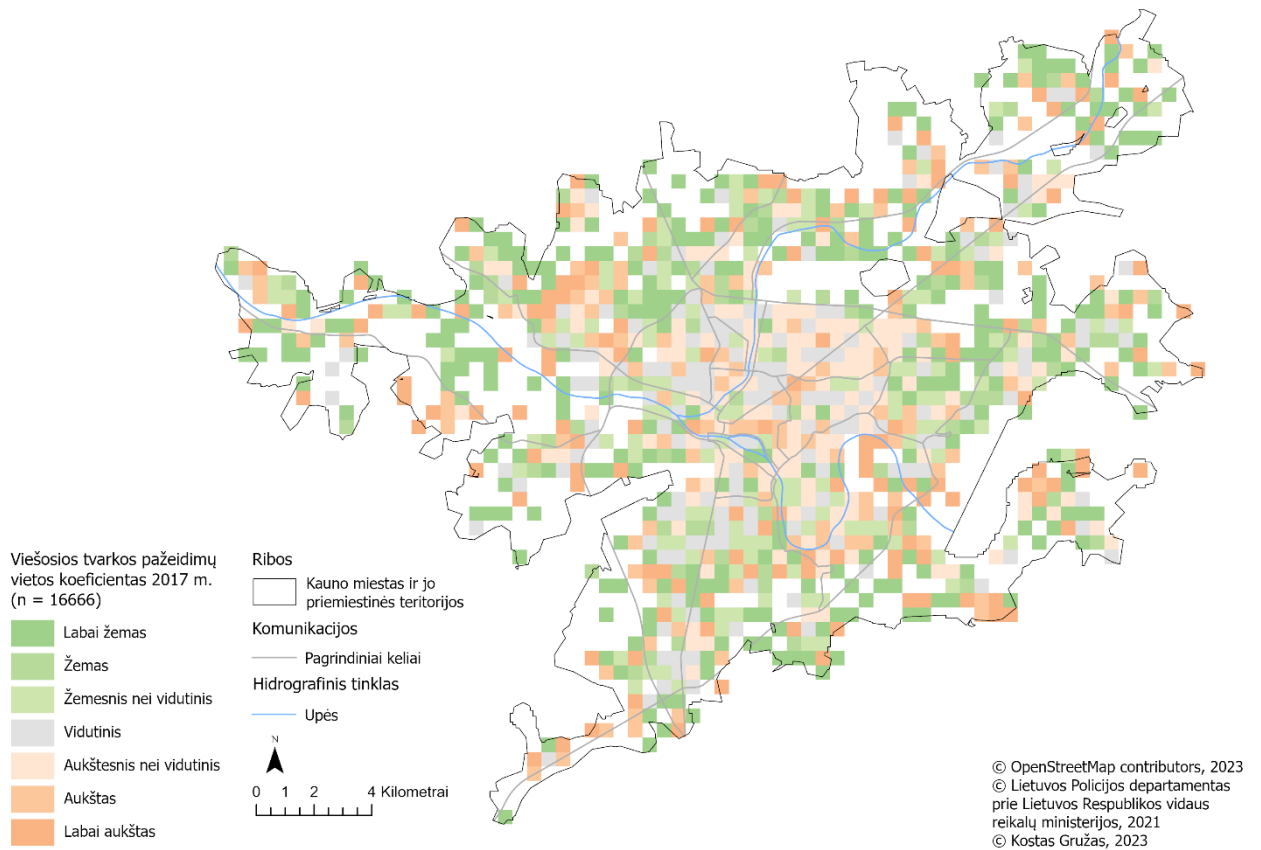 Viešosios tvarkos pažeidimų
vietos koeficientas 2017 m.
(n = 16666)
Labai žemas
Žemas
Žemesnis nei vidutinis
Vidutinis
Aukštesnis nei vidutinis
Aukštas
Labai aukštas
Ribos
Kauno miestas ir jo
priemiestinės teritorijos
Komunikacijos
Pagrindiniai keliai
Hidrografinis tinklas
Upės
N
0 1 2 4 Kilometrai
© OpenStreetMap contributors, 2023
© Lietuvos Policijos departamentas
prie Lietuvos Respublikos vidaus
reikalų ministerijos, 2021
© Kostas Gružas, 2023